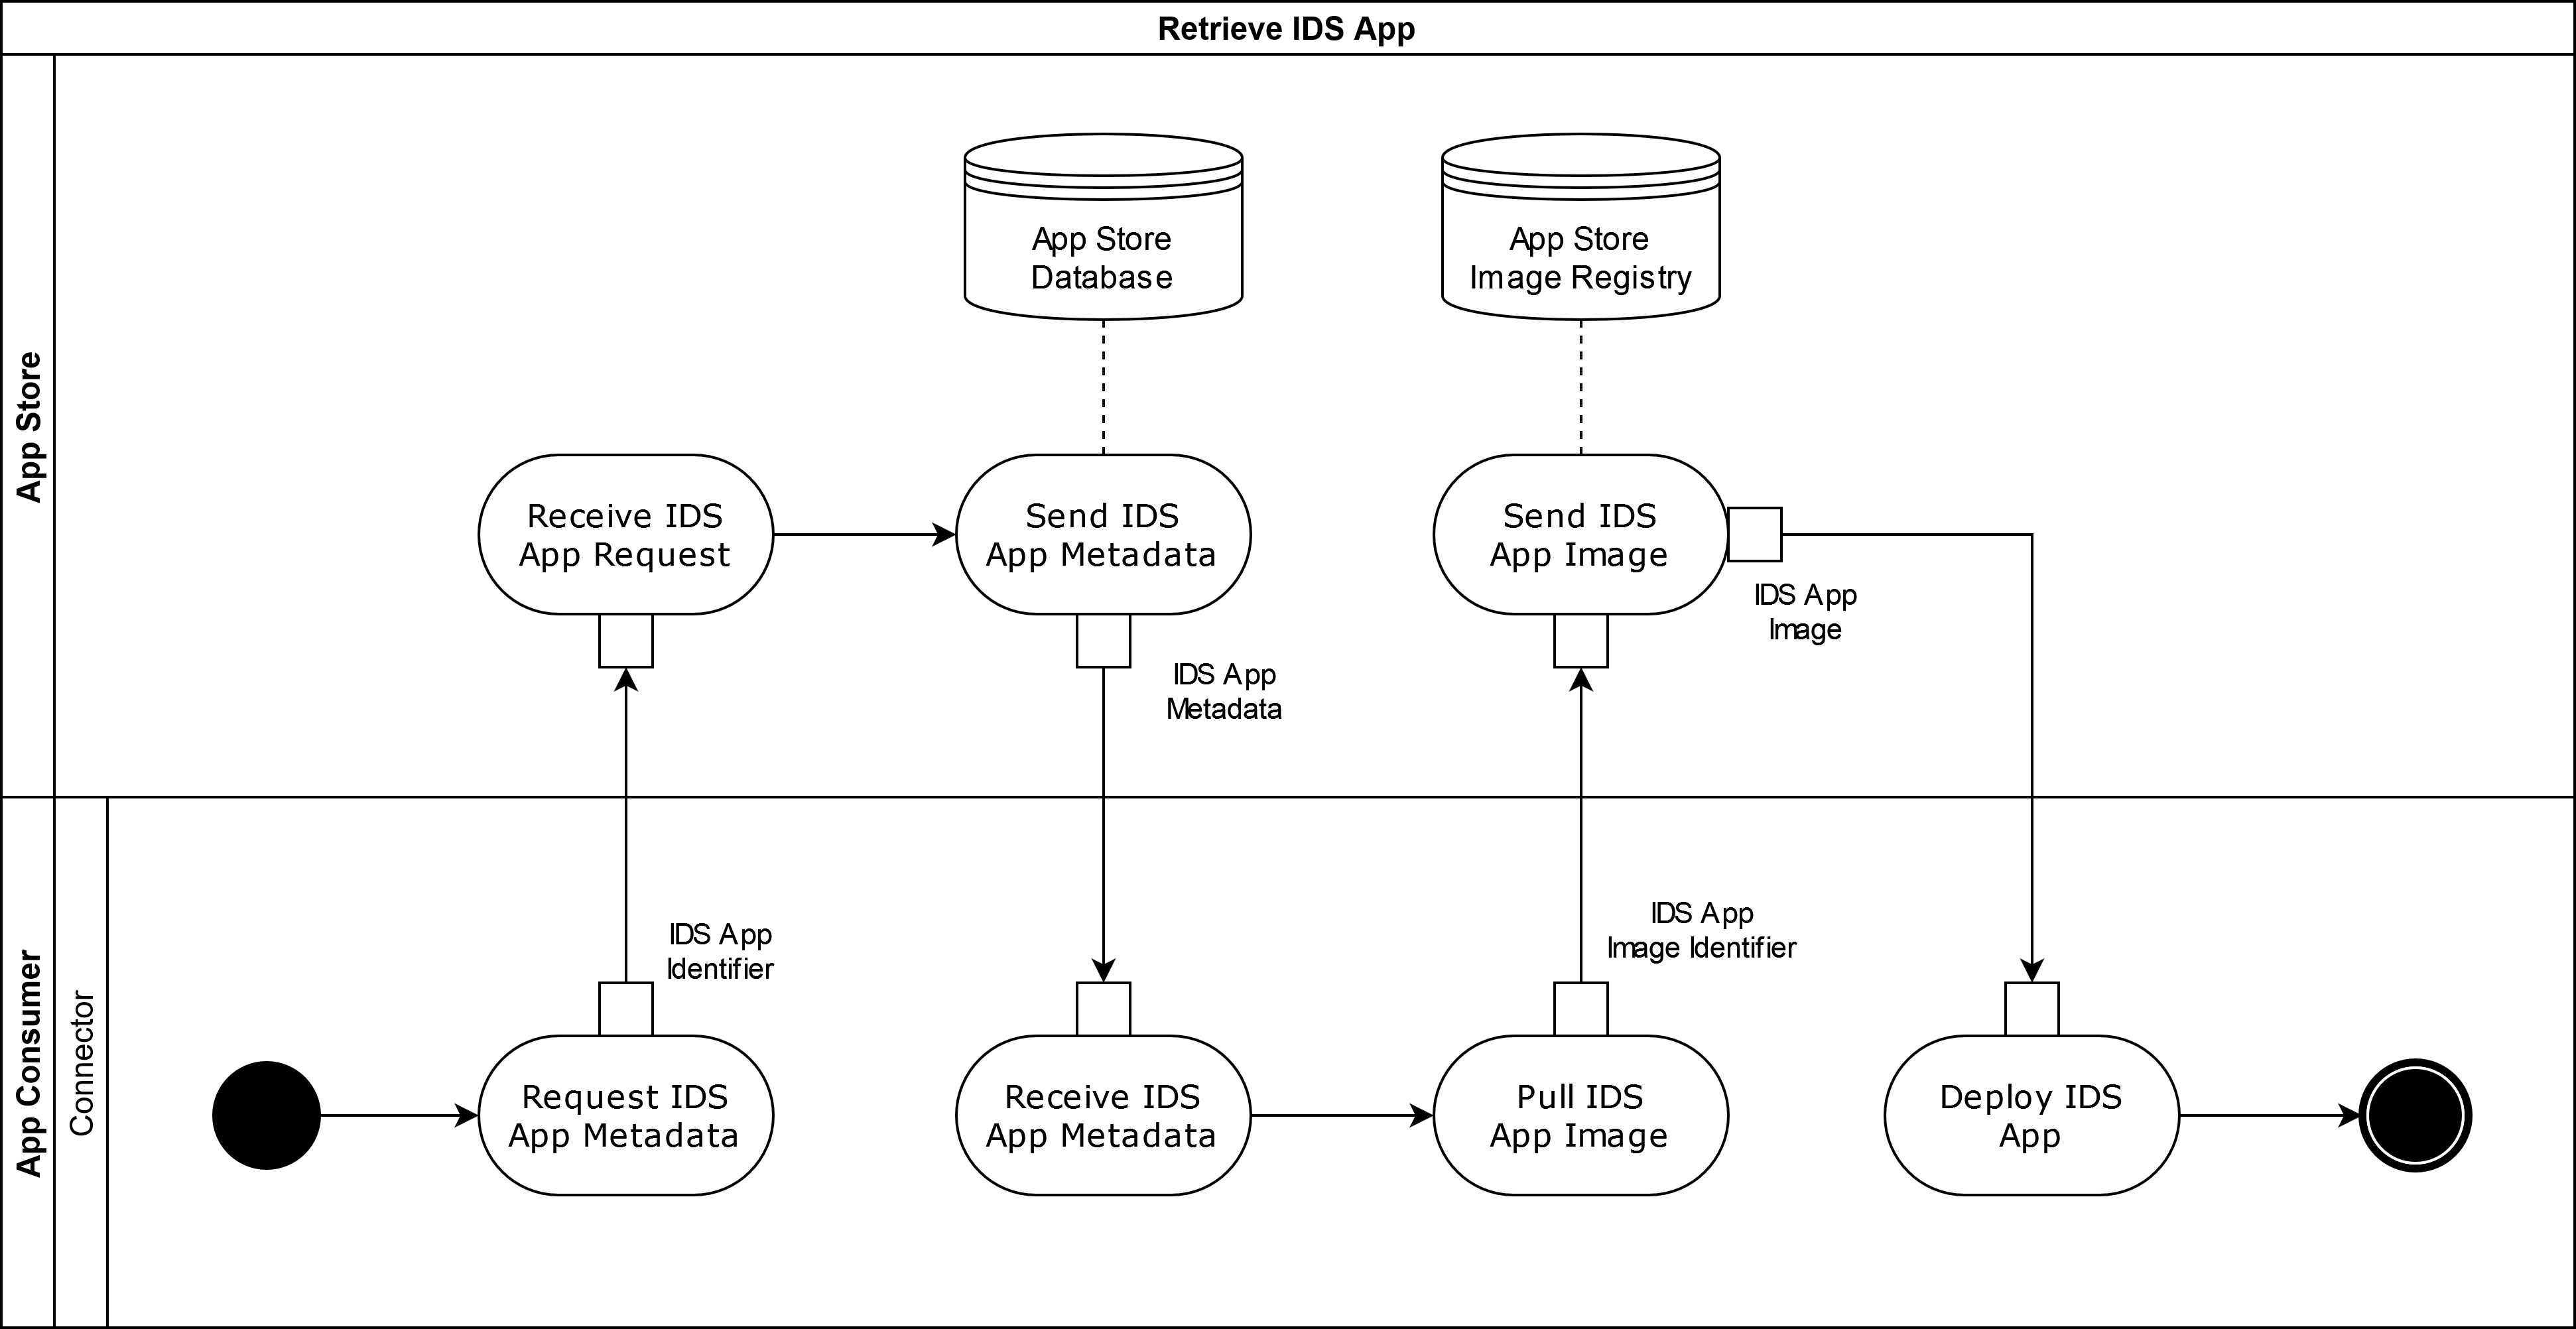 Retrieve IDS App
App Store
App Store
Database
App Store
Image Registry
Receive IDS
App Request
Send IDS
App Metadata
Send IDS
App Image
IDS App
Image
IDS App
Metadata
App Consumer
Connector
IDS App
Identifier
IDS App
Image Identifier
Request IDS
App Metadata
Receive IDS
App Metadata
Pull IDS
App Image
Deploy IDS
App